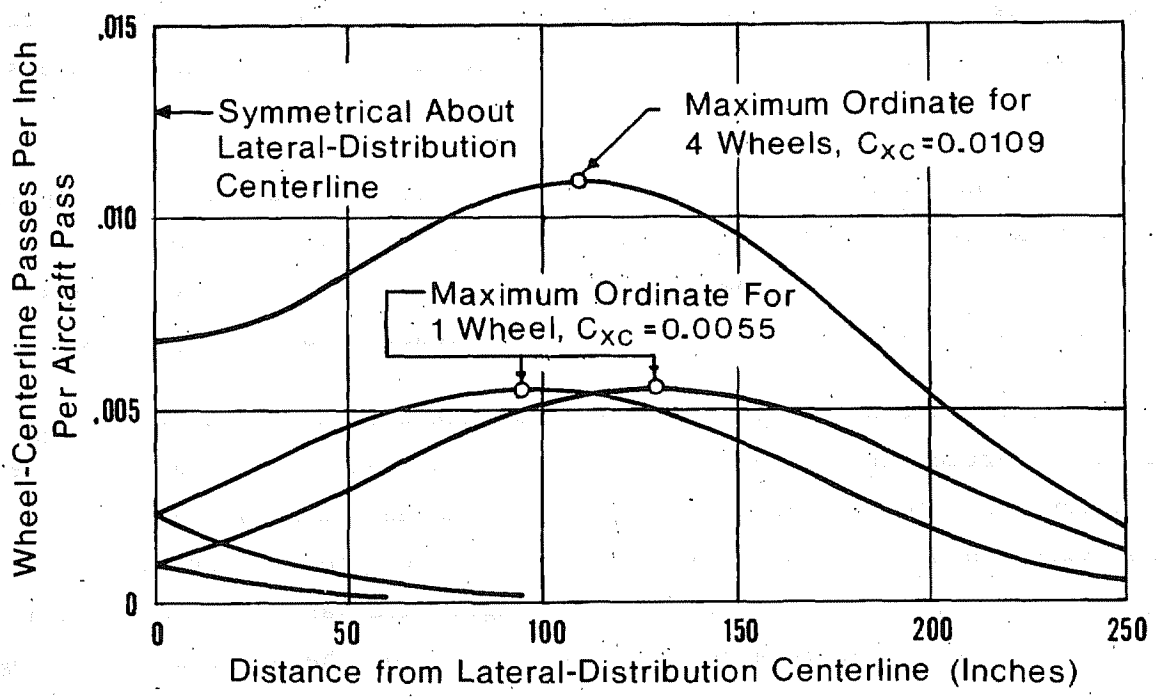 Wheel-Centerline Passes Per Inch
Per Aircraft Pass
.015
.010
.005
0
Symmetrical About
Lateral-Distribution
Centerline
Maximum Ordinate for
4 Wheels, CXC=0.0109
Maximum Ordinate For
1 Wheel, CXC=0.0055
0 50 100 150 200 250
Distance from Lateral-Distribution Centerline (Inches)